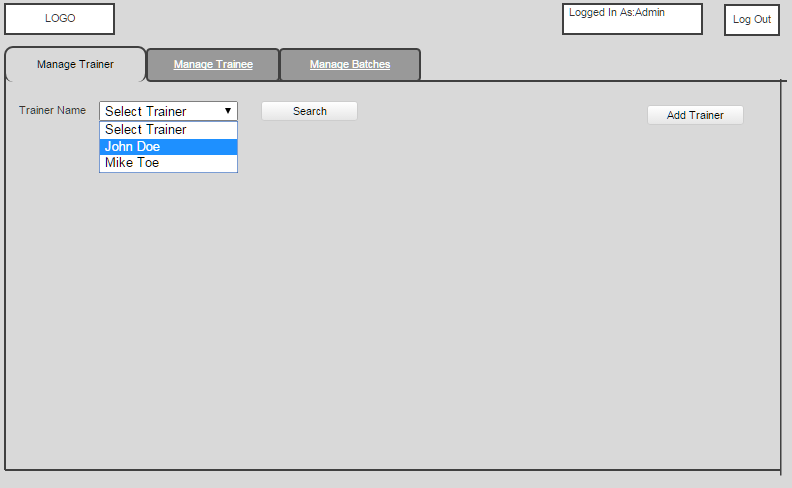 LOGO
Logged In As:Admin
Log Out
Manage Trainer
Manage Trainee
Manage Batches
Trainer Name
Select Trainer
Search
Add Trainer
Select Trainer
John Doe
Mike Toe